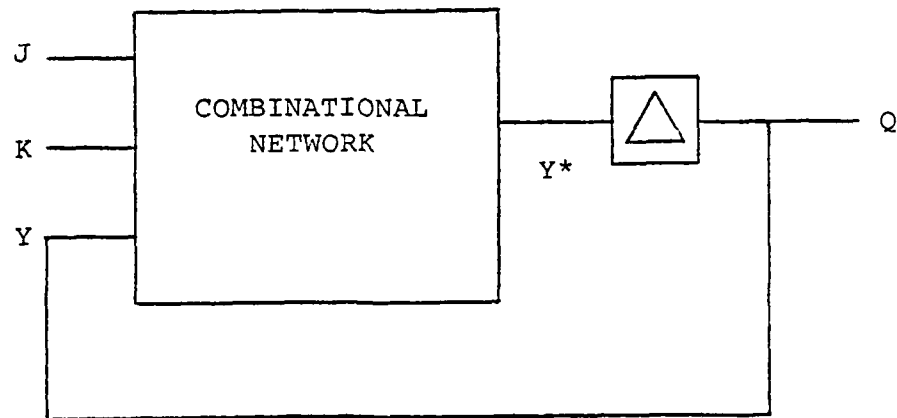 J
COMBINATIONAL
NETWORK
K
Y*
Q
Y